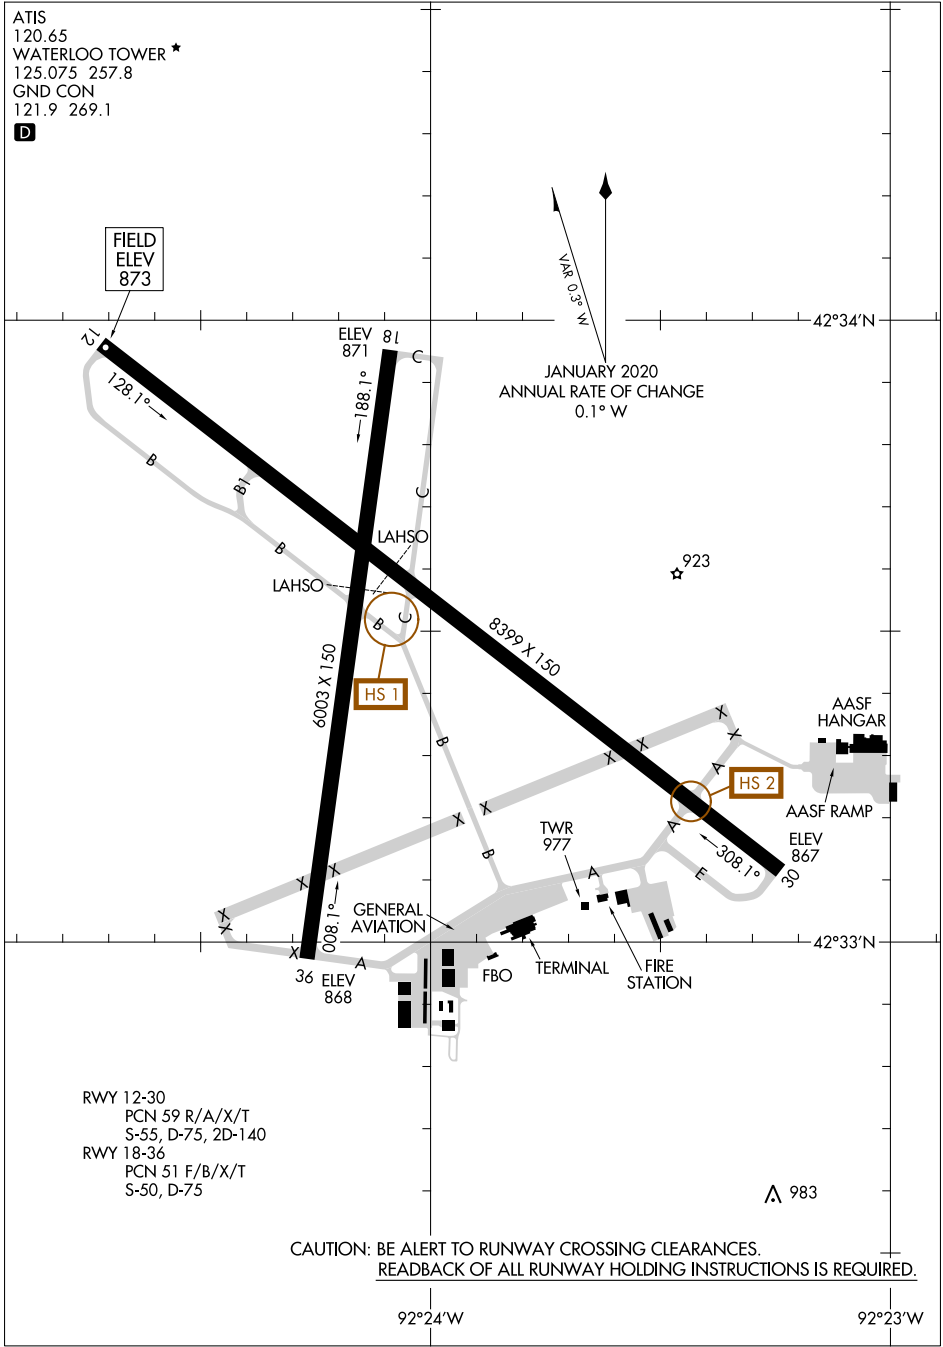 ATIS
120.65
WATERLOO TOWER ★
125.075 257.8
GND CON
121.9 269.1
D
VAR 0.3° W
FIELD
ELEV
873
42°34'N
12
ELEV
871
18
C
JANUARY 2020
ANNUAL RATE OF CHANGE
0.1° W
128.1°
188.1°
B
B1
C
LAHSO
B
923
LAHSO
B
C
8399 X 150
6003 X 150
HS 1
AASF
HANGAR
X
X
B
X
X
A
HS 2
AASF RAMP
X
X
TWR
977
A
ELEV
867
308.1°
B
X
X
A
E
30
GENERAL
AVIATION
X
X
008.1°
42°33'N
X
A
36
ELEV
868
FBO
TERMINAL
FIRE
STATION
RWY 12-30
PCN 59 R/A/X/T
S-55, D-75, 2D-140
RWY 18-36
PCN 51 F/B/X/T
S-50, D-75
983
CAUTION: BE ALERT TO RUNWAY CROSSING CLEARANCES.
READBACK OF ALL RUNWAY HOLDING INSTRUCTIONS IS REQUIRED.
92°24'W
92°23'W